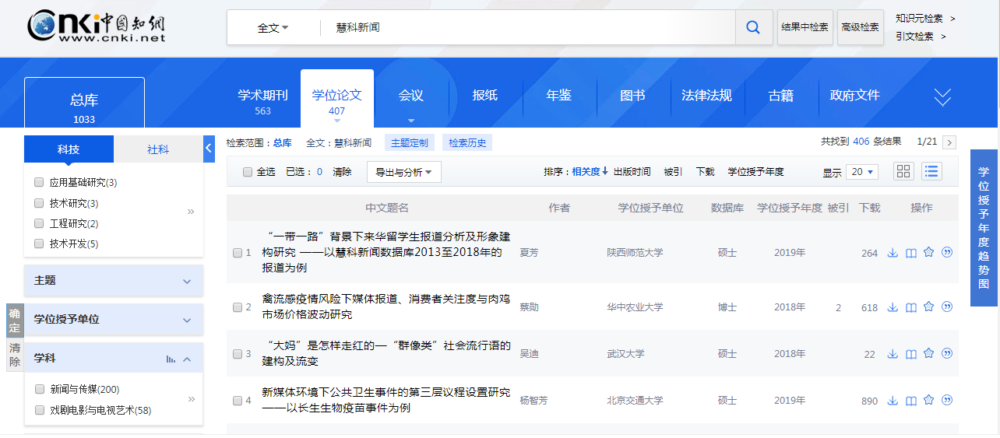 Cnki中国知网
www.cnki.net
全文
慧科新闻
结果中检索
高级检索
知识元检索 >
引文检索 >
总库
1033
学术期刊
563
学位论文
407
会议
报纸
年鉴
图书
法律法规
古籍
政府文件
科技
社科
应用基础研究(3)
技术研究(3)
工程研究(2)
技术开发(5)
主题
学位授予单位
学科
新闻与传媒(200)
戏剧电影与电视艺术(58)
确定
清除
检索范围：总库 全文：慧科新闻 主题定制 检索历史
共找到 406 条结果 1/21 >
全选 已选：0 清除 导出与分析
排序：相关度↓ 出版时间 被引 下载 学位授予年度
显示 20
中文题名 作者 学位授予单位 数据库 学位授予年度 被引 下载 操作
1 “一带一路”背景下来华留学生报道分析及形象建
构研究 ——以慧科新闻数据库2013至2018年的 夏芳 陕西师范大学 硕士 2019年 264
报道为例
2 禽流感疫情风险下媒体报道、消费者关注度与肉鸡
市场价格波动研究 蔡勋 华中农业大学 博士 2018年 2 618
3 “大妈”是怎样走红的—“群像类”社会流行语的
建构及流变 吴迪 武汉大学 硕士 2018年 22
4 新媒体环境下公共卫生事件的第三层议程设置研究
——以长生生物疫苗事件为例 杨智芳 北京交通大学 硕士 2019年 890
学位授予年度趋势图